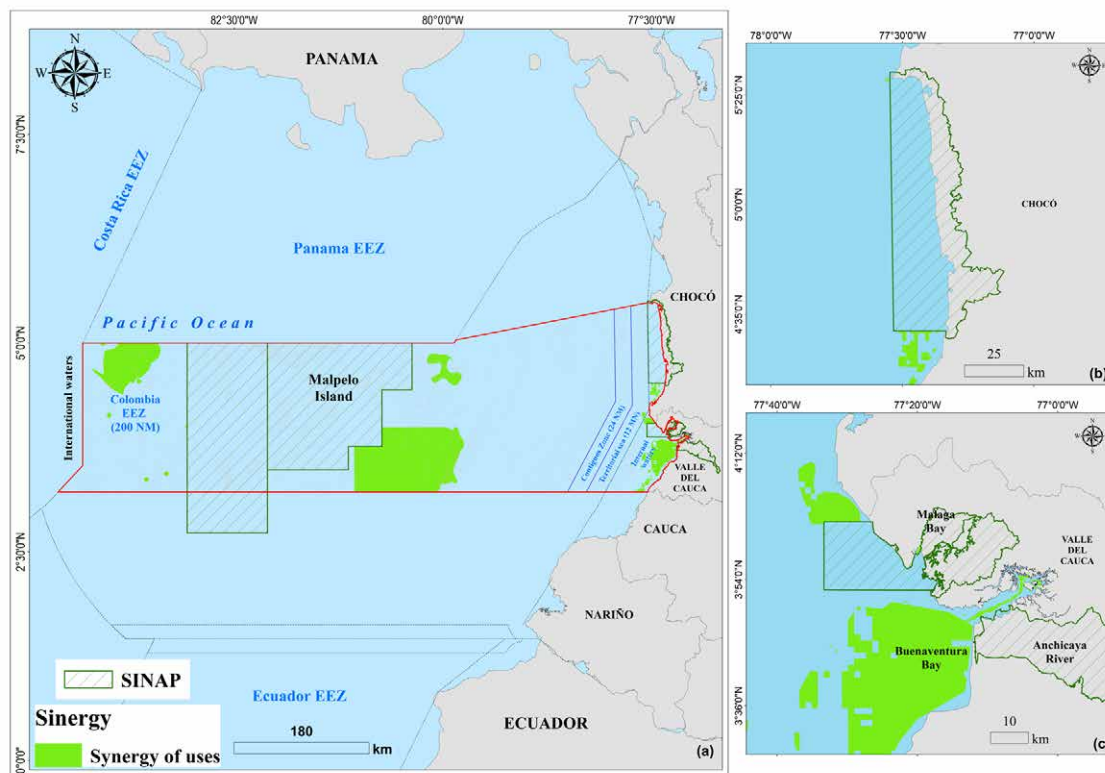 82°30'0"W
80°0'0"W
77°30'0"W
N
W
E
S
PANAMA
7°30'0"N
Costa Rica EEZ
Panama EEZ
CHOCÓ
Pacific Ocean
5°0'0"N
International waters
Colombia
EEZ
(200 NM)
Malpelo
Island
Contiguos Zone (24 NM)
Territorial sea (12 MN)
Internal
waters
VALLE
DEL
CAUCA
CAUCA
2°30'0"N
NARIÑO
SINAP
Sinergy
Synergy of uses
Ecuador EEZ
180
km
ECUADOR
(a)
0°0'0"
78°0'0"W
77°30'0"W
77°0'0"W
N
W
E
S
5°25'0"N
5°0'0"N
CHOCÓ
4°35'0"N
25
km
(b)
77°40'0"W
77°20'0"W
77°0'0"W
N
W
E
S
4°12'0"N
Malaga
Bay
VALLE
DEL
CAUCA
3°54'0"N
Buenaventura
Bay
Anchicaya
River
3°36'0"N
10
km
(c)